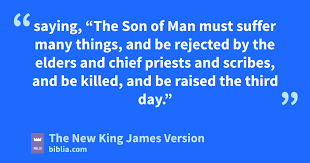 “
saying, “The Son of Man must suffer
many things, and be rejected by the
elders and chief priests and scribes,
and be killed, and be raised the third
day.”
”
The New King James Version
biblia.com